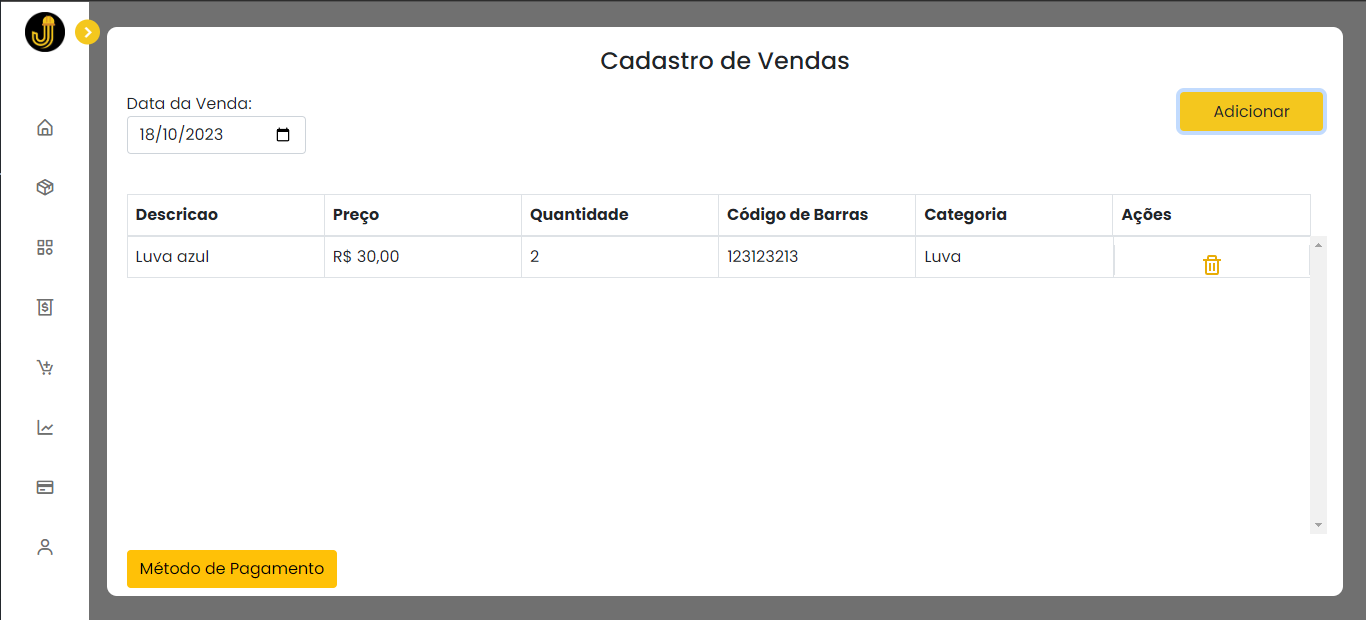 Cadastro de Vendas
Data da Venda:
Adicionar
18/10/2023
Descricao Preço Quantidade Código de Barras Categoria Ações
Luva azul R$ 30,00 2 123123213 Luva
Método de Pagamento